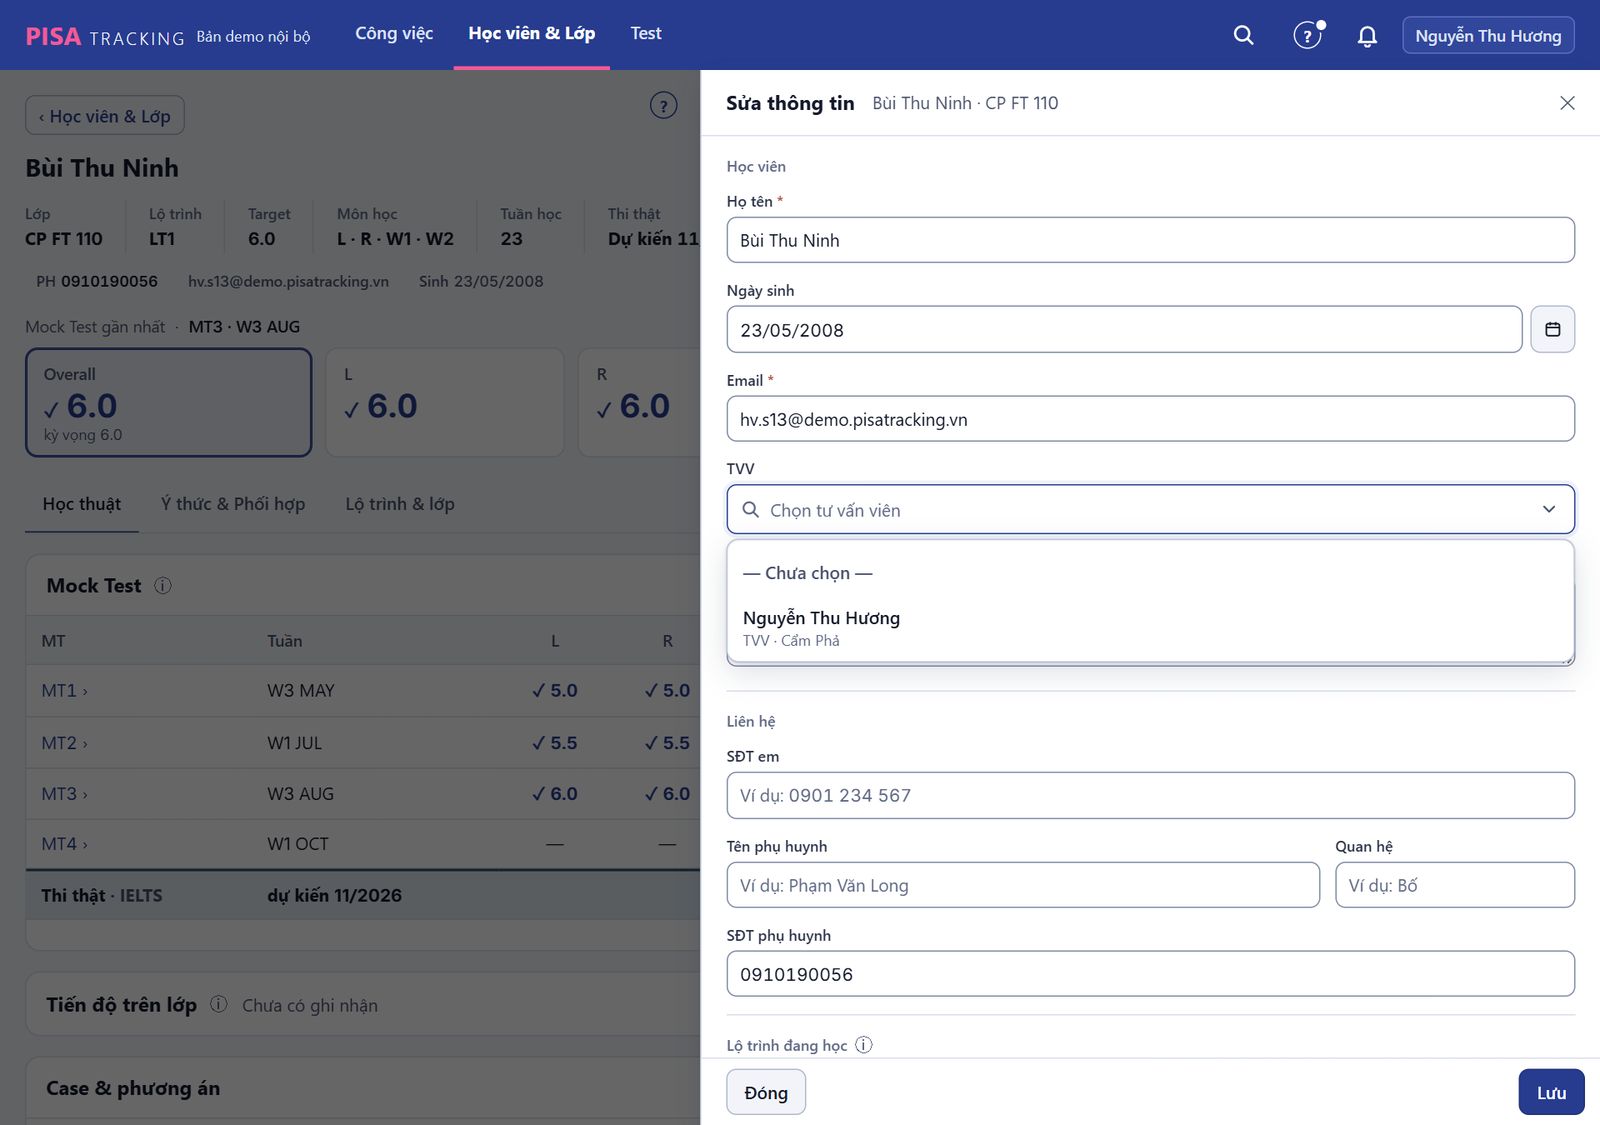 PISA TRACKING Bản demo nội bộ
Công việc
Học viên & Lớp
Test
?
Nguyễn Thu Hương
‹ Học viên & Lớp
?
Bùi Thu Ninh
Lớp
CP FT 110
Lộ trình
LT1
Target
6.0
Môn học
L · R · W1 · W2
Tuần học
23
Thi thật
Dự kiến 11
PH 0910190056
hv.s13@demo.pisatracking.vn
Sinh 23/05/2008
Mock Test gần nhất · MT3 · W3 AUG
Overall
✓ 6.0
kỳ vọng 6.0
L
✓ 6.0
R
✓ 6.0
Học thuật
Ý thức & Phối hợp
Lộ trình & lớp
Mock Test
MT Tuần L R
MT1 › W3 MAY ✓ 5.0 ✓ 5.0
MT2 › W1 JUL ✓ 5.5 ✓ 5.5
MT3 › W3 AUG ✓ 6.0 ✓ 6.0
MT4 › W1 OCT — —
Thi thật · IELTS dự kiến 11/2026
Tiến độ trên lớp Chưa có ghi nhận
Case & phương án
Sửa thông tin Bùi Thu Ninh · CP FT 110
Học viên
Họ tên *
Bùi Thu Ninh
Ngày sinh
23/05/2008
Email *
hv.s13@demo.pisatracking.vn
TVV
Chọn tư vấn viên
— Chưa chọn —
Nguyễn Thu Hương
TVV · Cẩm Phả
Liên hệ
SĐT em
Ví dụ: 0901 234 567
Tên phụ huynh
Ví dụ: Phạm Văn Long
Quan hệ
Ví dụ: Bố
SĐT phụ huynh
0910190056
Lộ trình đang học
Đóng
Lưu